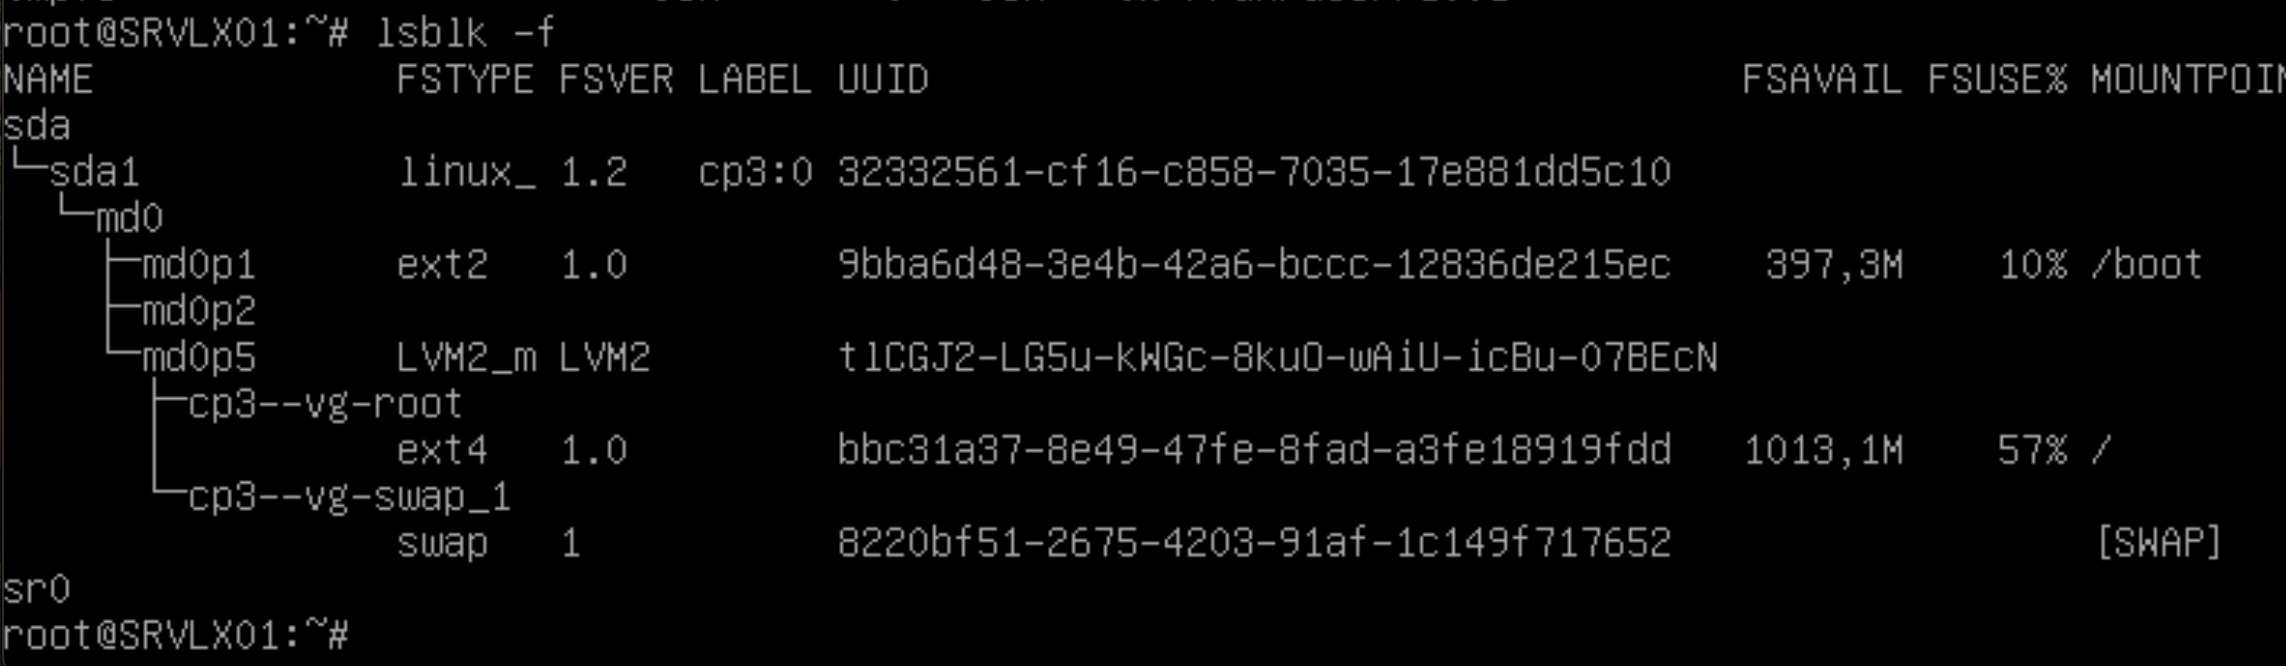 root@SRVLX01:~# lsblk -f
NAME FSTYPE FSVER LABEL UUID FSAVAIL FSUSE% MOUNTPOIN
sda
└─sda1 linux_ 1.2 cp3:0 32332561-cf16-c858-7035-17e881dd5c10
└─md0
├─md0p1 ext2 1.0 9bba6d48-3e4b-42a6-bccc-12836de215ec 397,3M 10% /boot
├─md0p2
└─md0p5 LVM2_m LVM2 tlCGJ2-LG5u-kWGc-8kuO-wAiU-icBu-O7BEcN
├─cp3--vg-root
ext4 1.0 bbc31a37-8e49-47fe-8fad-a3fe18919fdd 1013,1M 57% /
└─cp3--vg-swap_1
swap 1 8220bf51-2675-4203-91af-1c149f717652 [SWAP]
sr0
root@SRVLX01:~#